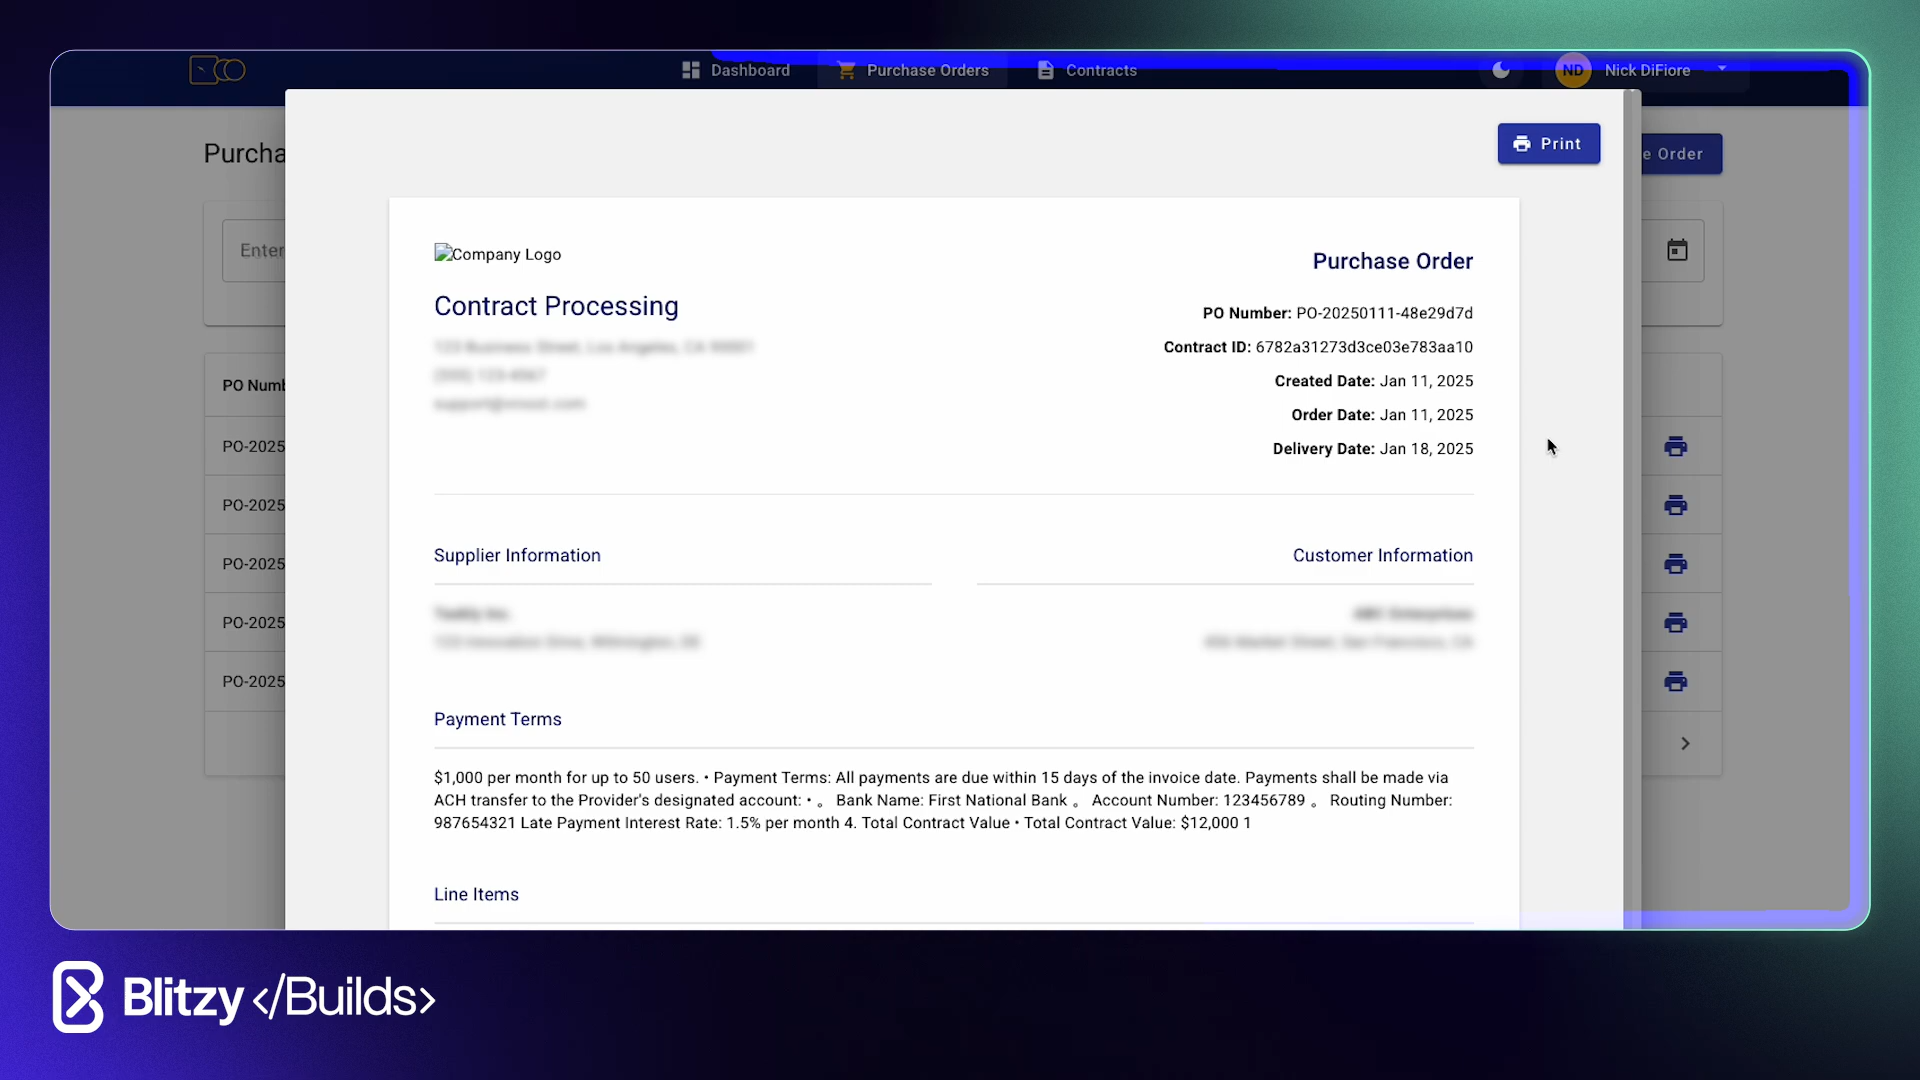 Dashboard
Purchase Orders
Contracts
ND
Nick DiFiore
Print
Purcha
e Order
Enter
Company Logo
Contract Processing
Purchase Order
PO Number: PO-20250111-48e29d7d
Contract ID: 6782a31273d3ce03e783aa10
Created Date: Jan 11, 2025
Order Date: Jan 11, 2025
Delivery Date: Jan 18, 2025
PO Numb
PO-2025
PO-2025
PO-2025
PO-2025
PO-2025
Supplier Information
Customer Information
Payment Terms
$1,000 per month for up to 50 users. • Payment Terms: All payments are due within 15 days of the invoice date. Payments shall be made via
ACH transfer to the Provider's designated account: • 。 Bank Name: First National Bank 。 Account Number: 123456789 。 Routing Number:
987654321 Late Payment Interest Rate: 1.5% per month 4. Total Contract Value • Total Contract Value: $12,000 1
Line Items
Blitzy </Builds>